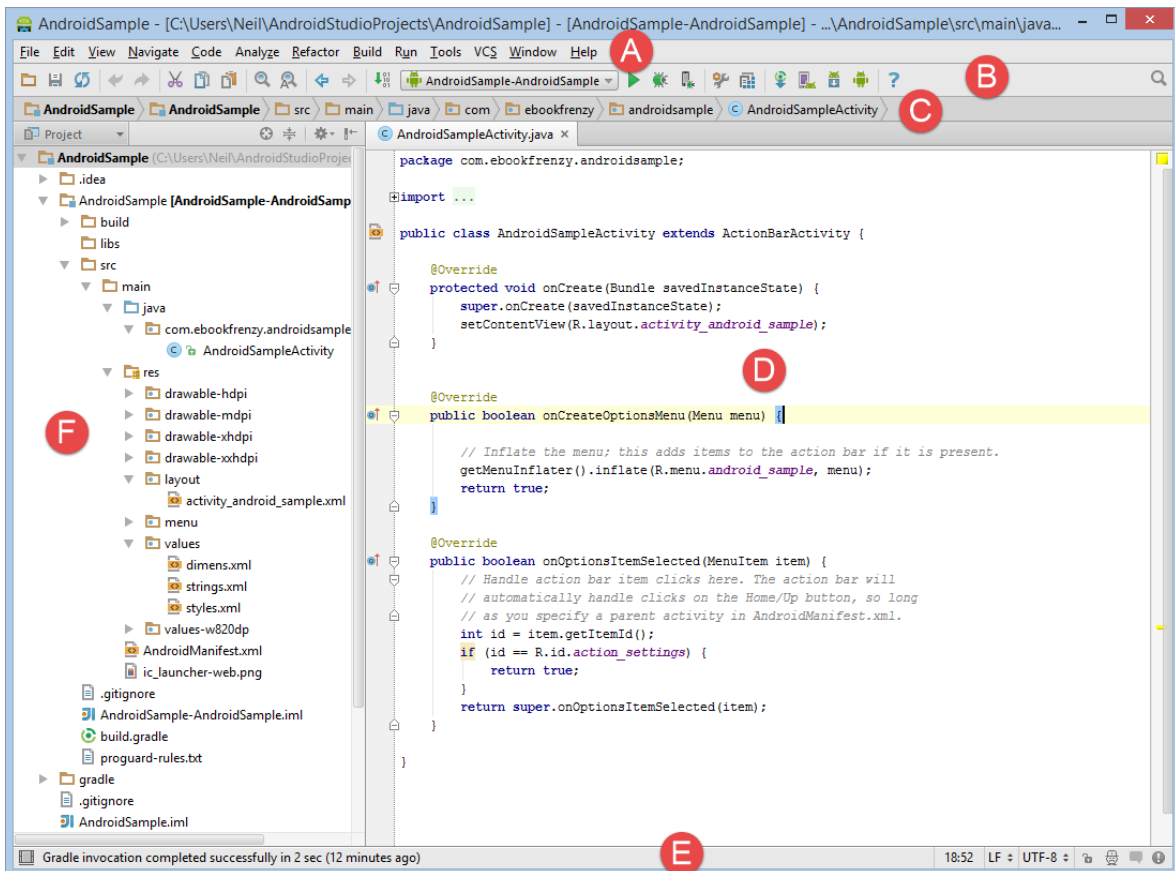 AndroidSample - [C:\Users\Neil\AndroidStudioProjects\AndroidSample] - [AndroidSample-AndroidSample] - ...\AndroidSample\src\main\java...
File Edit View Navigate Code Analyze Refactor Build Run Tools VCS Window Help
A
AndroidSample-AndroidSample
?
B
AndroidSample AndroidSample src main java com ebookfrenzy androidsample AndroidSampleActivity
C
Project
AndroidSample (C:\Users\Neil\AndroidStudioProjec
.idea
AndroidSample [AndroidSample-AndroidSamp
build
libs
src
main
java
com.ebookfrenzy.androidsample
AndroidSampleActivity
res
drawable-hdpi
drawable-mdpi
drawable-xhdpi
drawable-xxhdpi
layout
activity_android_sample.xml
menu
values
dimens.xml
strings.xml
styles.xml
values-w820dp
AndroidManifest.xml
ic_launcher-web.png
.gitignore
AndroidSample-AndroidSample.iml
build.gradle
proguard-rules.txt
gradle
.gitignore
AndroidSample.iml
F
AndroidSampleActivity.java ×
package com.ebookfrenzy.androidsample;
import ...
public class AndroidSampleActivity extends ActionBarActivity {
@Override
protected void onCreate(Bundle savedInstanceState) {
super.onCreate(savedInstanceState);
setContentView(R.layout.activity_android_sample);
}
D
@Override
public boolean onCreateOptionsMenu(Menu menu) {
// Inflate the menu; this adds items to the action bar if it is present.
getMenuInflater().inflate(R.menu.android_sample, menu);
return true;
}
@Override
public boolean onOptionsItemSelected(MenuItem item) {
// Handle action bar item clicks here. The action bar will
// automatically handle clicks on the Home/Up button, so long
// as you specify a parent activity in AndroidManifest.xml.
int id = item.getItemId();
if (id == R.id.action_settings) {
return true;
}
return super.onOptionsItemSelected(item);
}
}
Gradle invocation completed successfully in 2 sec (12 minutes ago)
E
18:52 LF UTF-8